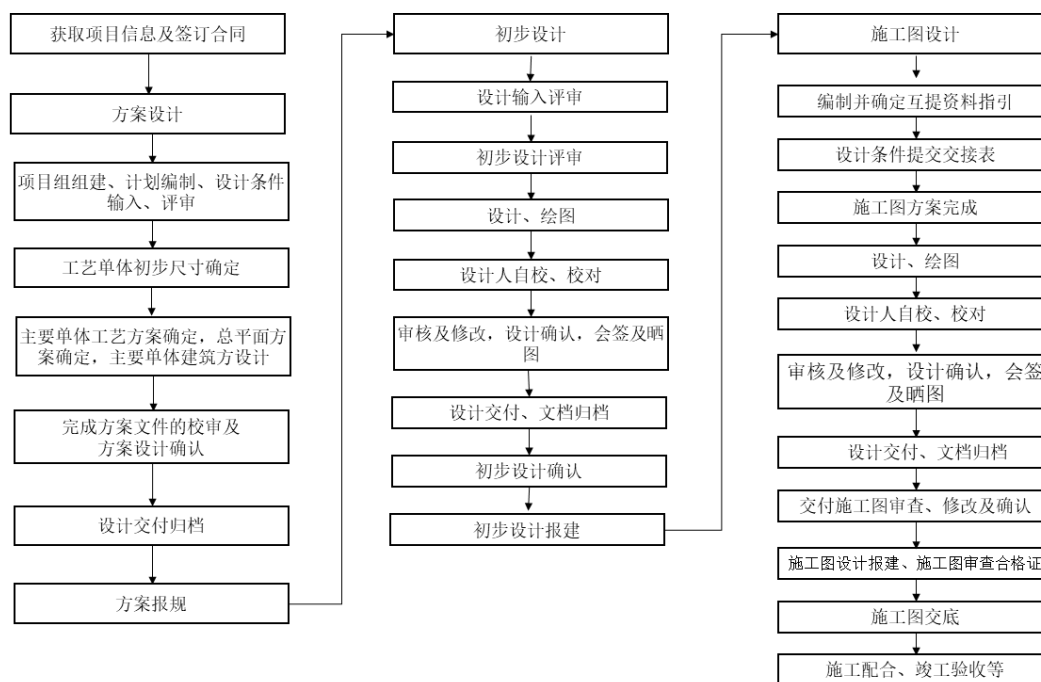 获取项目信息及签订合同
方案设计
项目组组建、计划编制、设计条件
输入、评审
工艺单体初步尺寸确定
主要单体工艺方案确定，总平面方
案确定，主要单体建筑方设计
完成方案文件的校审及
方案设计确认
设计交付归档
方案报规
初步设计
设计输入评审
初步设计评审
设计、绘图
设计人自校、校对
审核及修改，设计确认，会签及晒
图
设计交付、文档归档
初步设计确认
初步设计报建
施工图设计
编制并确定互提资料指引
设计条件提交交接表
施工图方案完成
设计、绘图
设计人自校、校对
审核及修改，设计确认，会签
及晒图
设计交付、文档归档
交付施工图审查、修改及确认
施工图设计报建、施工图审查合格证
施工图交底
施工配合、竣工验收等